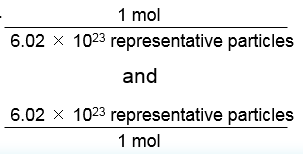 1 mol
6.02 × 10²³ representative particles
and
6.02 × 10²³ representative particles
1 mol